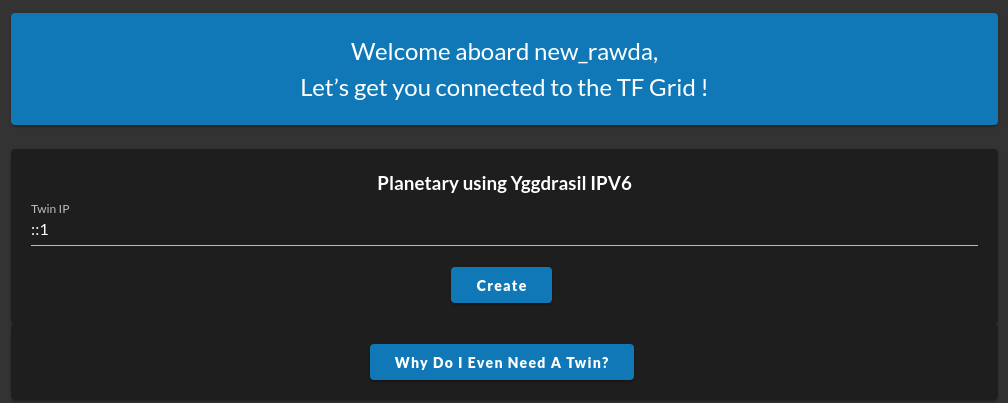 Welcome aboard new_rawda,
Let’s get you connected to the TF Grid !
Planetary using Yggdrasil IPV6
Twin IP
::1
Create
Why Do I Even Need A Twin?